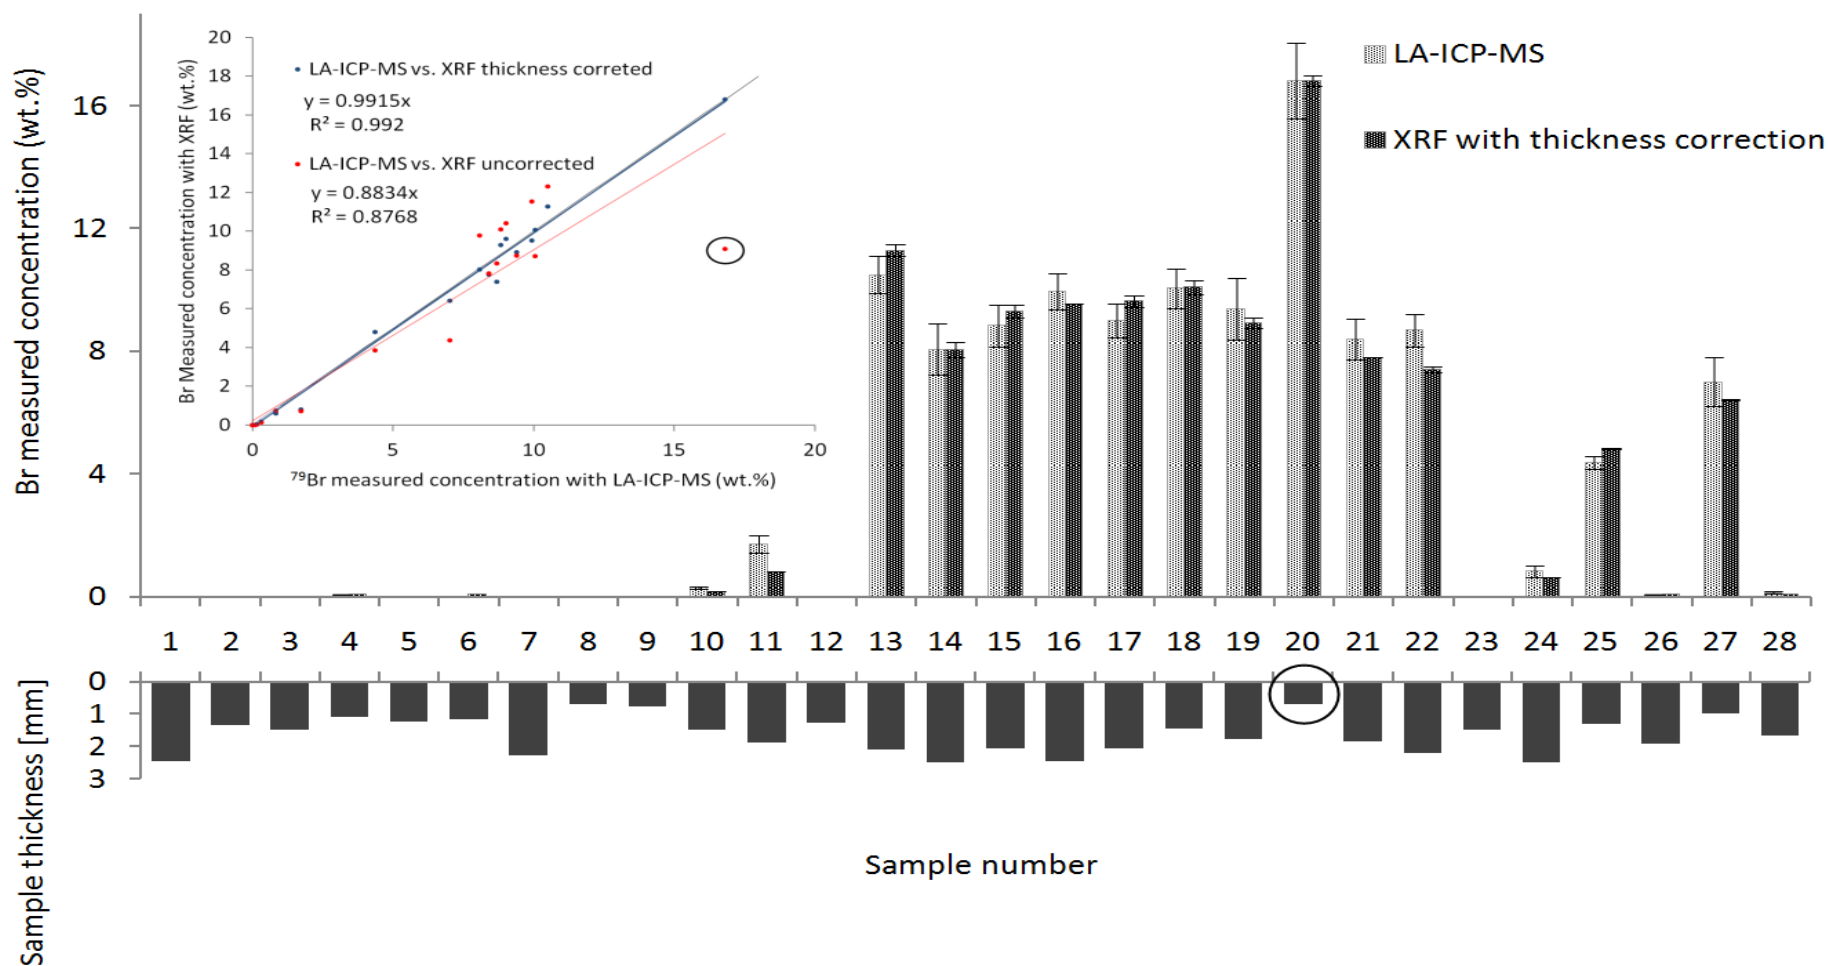 Br measured concentration (wt.%)
16
12
8
4
0
20
18
16
14
12
10
8
6
4
2
0
Br Measured concentration with XRF (wt.%)
LA-ICP-MS vs. XRF thickness correted
y = 0.9915x
R² = 0.992
LA-ICP-MS vs. XRF uncorrected
y = 0.8834x
R² = 0.8768
0 5 10 15 20
⁷⁹Br measured concentration with LA-ICP-MS (wt.%)
LA-ICP-MS
XRF with thickness correction
1 2 3 4 5 6 7 8 9 10 11 12 13 14 15 16 17 18 19 20 21 22 23 24 25 26 27 28
Sample thickness [mm]
0
1
2
3
Sample number